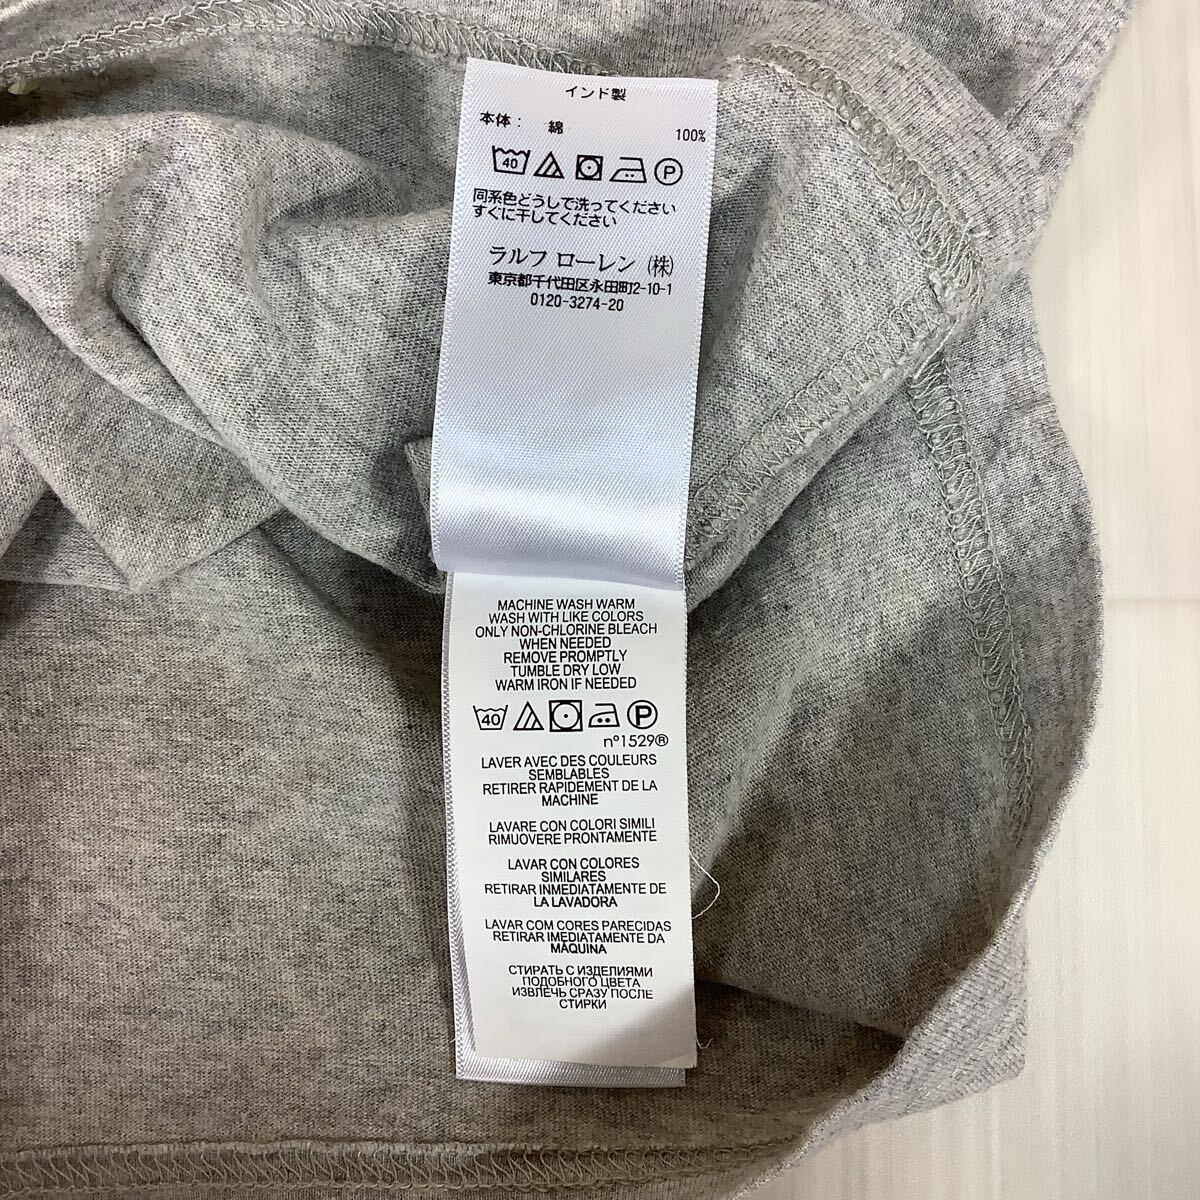 インド製
本体： 綿 100%
40 P
同系色どうしで洗ってください
すぐに干してください
ラルフ ローレン (株)
東京都千代田区永田町2-10-1
0120-3274-20
MACHINE WASH WARM
WASH WITH LIKE COLORS
ONLY NON-CHLORINE BLEACH
WHEN NEEDED
REMOVE PROMPTLY
TUMBLE DRY LOW
WARM IRON IF NEEDED
40 P
n°1529®
LAVER AVEC DES COULEURS
SEMBLABLES
RETIRER RAPIDEMENT DE LA
MACHINE
LAVARE CON COLORI SIMILI
RIMUOVERE PRONTAMENTE
LAVAR CON COLORES
SIMILARES
RETIRAR INMEDIATAMENTE DE
LA LAVADORA
LAVAR COM CORES PARECIDAS
RETIRAR IMEDIATAMENTE DA
MÁQUINA
СТИРАТЬ С ИЗДЕЛИЯМИ
ПОДОБНОГО ЦВЕТА
ИЗВЛЕЧЬ СРАЗУ ПОСЛЕ
СТИРКИ